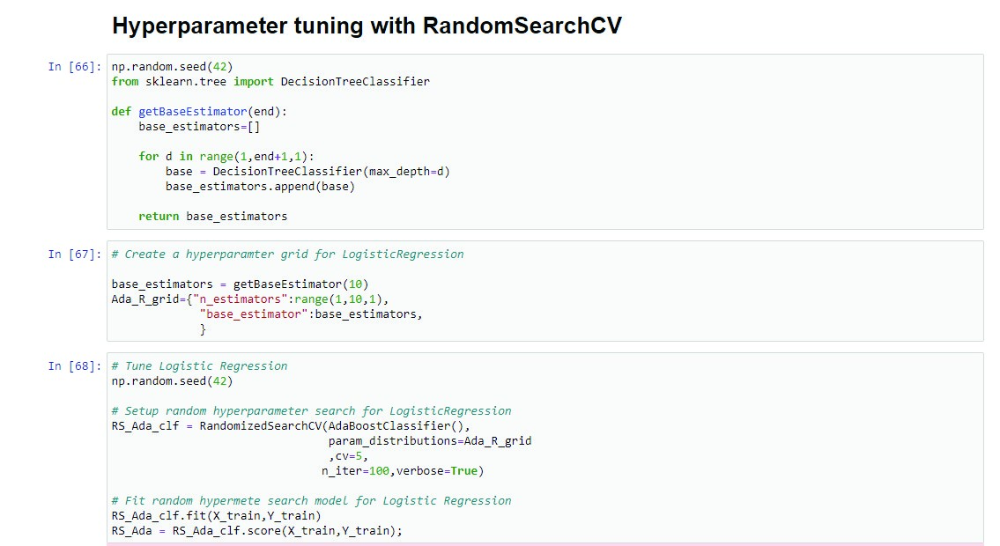 Hyperparameter tuning with RandomSearchCV
In [66]: np.random.seed(42)
from sklearn.tree import DecisionTreeClassifier
def getBaseEstimator(end):
base_estimators=[]
for d in range(1,end+1,1):
base = DecisionTreeClassifier(max_depth=d)
base_estimators.append(base)
return base_estimators
In [67]: # Create a hyperparamter grid for LogisticRegression
base_estimators = getBaseEstimator(10)
Ada_R_grid={"n_estimators":range(1,10,1),
"base_estimator":base_estimators,
}
In [68]: # Tune Logistic Regression
np.random.seed(42)
# Setup random hyperparameter search for LogisticRegression
RS_Ada_clf = RandomizedSearchCV(AdaBoostClassifier(),
param_distributions=Ada_R_grid
,cv=5,
n_iter=100,verbose=True)
# Fit random hypermete search model for Logistic Regression
RS_Ada_clf.fit(X_train,Y_train)
RS_Ada = RS_Ada_clf.score(X_train,Y_train);